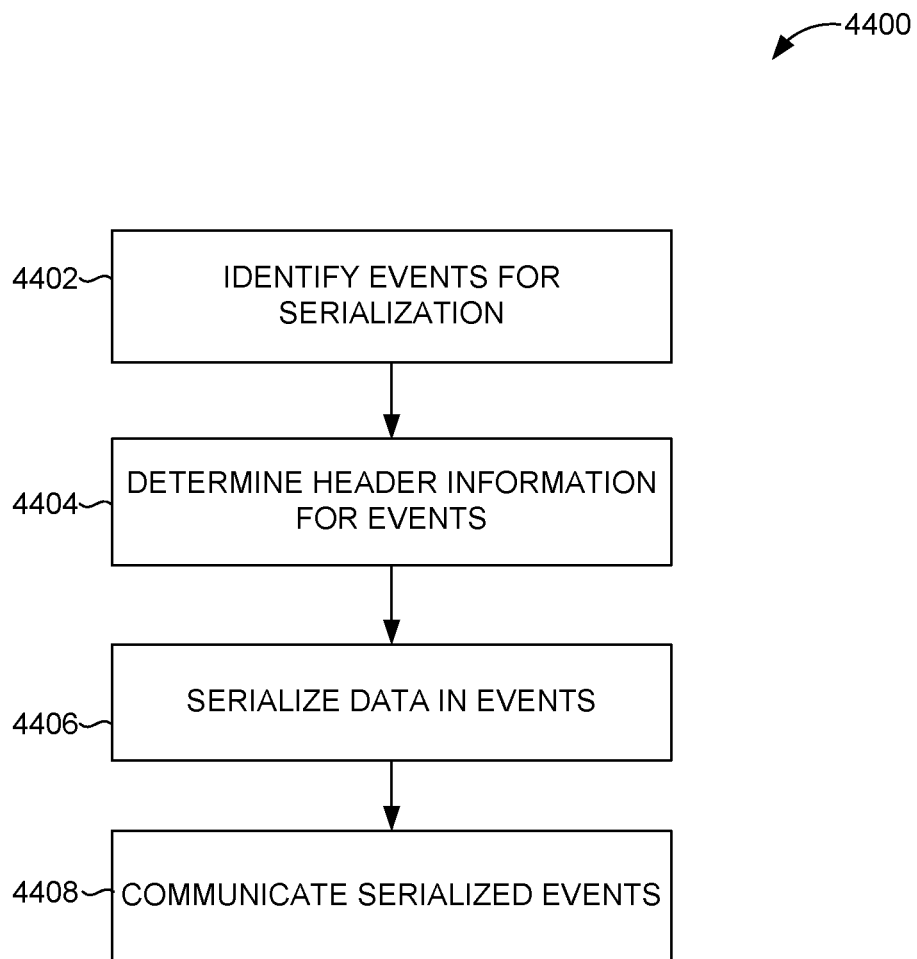 4400
4402
IDENTIFY EVENTS FOR
SERIALIZATION
4404
DETERMINE HEADER INFORMATION
FOR EVENTS
4406
SERIALIZE DATA IN EVENTS
4408
COMMUNICATE SERIALIZED EVENTS